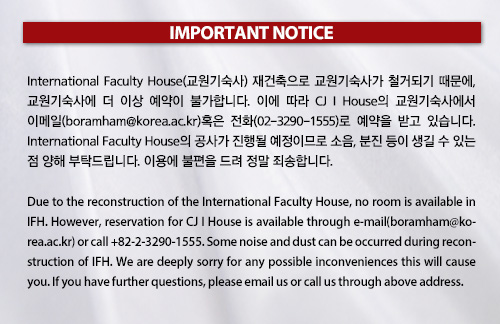 IMPORTANT NOTICE
International Faculty House(교원기숙사) 재건축으로 교원기숙사가 철거되기 때문에,
교원기숙사에 더 이상 예약이 불가합니다. 이에 따라 CJ I House의 교원기숙사에서
이메일(boramham@korea.ac.kr)혹은 전화(02-3290-1555)로 예약을 받고 있습니다.
International Faculty House의 공사가 진행될 예정이므로 소음, 분진 등이 생길 수 있는
점 양해 부탁드립니다. 이용에 불편을 드려 정말 죄송합니다.
Due to the reconstruction of the International Faculty House, no room is available in
IFH. However, reservation for CJ I House is available through e-mail(boramham@ko-
rea.ac.kr) or call +82-2-3290-1555. Some noise and dust can be occurred during recon-
struction of IFH. We are deeply sorry for any possible inconveniences this will cause
you. If you have further questions, please email us or call us through above address.